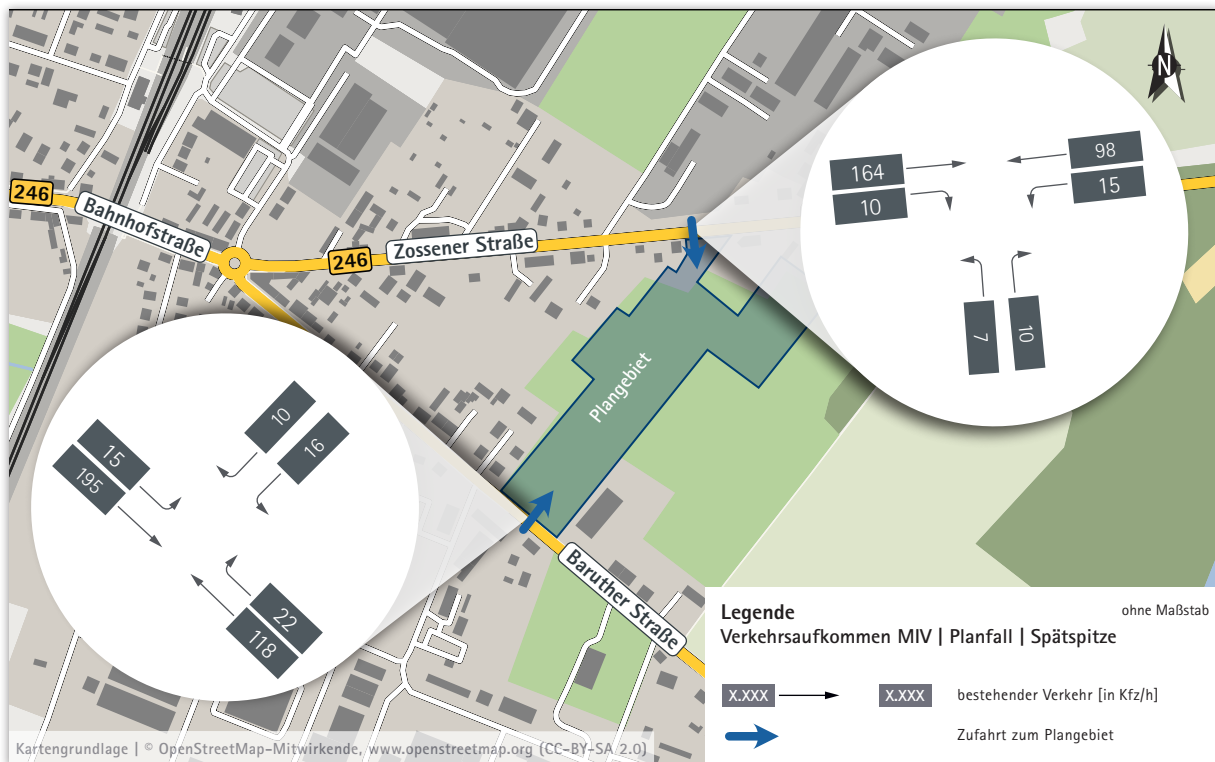 N
246
Bahnhofstraße
246
Zossener Straße
164
10
98
15
7
10
Plangebiet
10
16
15
195
22
118
Baruther Straße
Legende
ohne Maßstab
Verkehrsaufkommen MIV | Planfall | Spätspitze
X.XXX
X.XXX
bestehender Verkehr [in Kfz/h]
Zufahrt zum Plangebiet
Kartengrundlage | © OpenStreetMap-Mitwirkende, www.openstreetmap.org (CC-BY-SA 2.0)